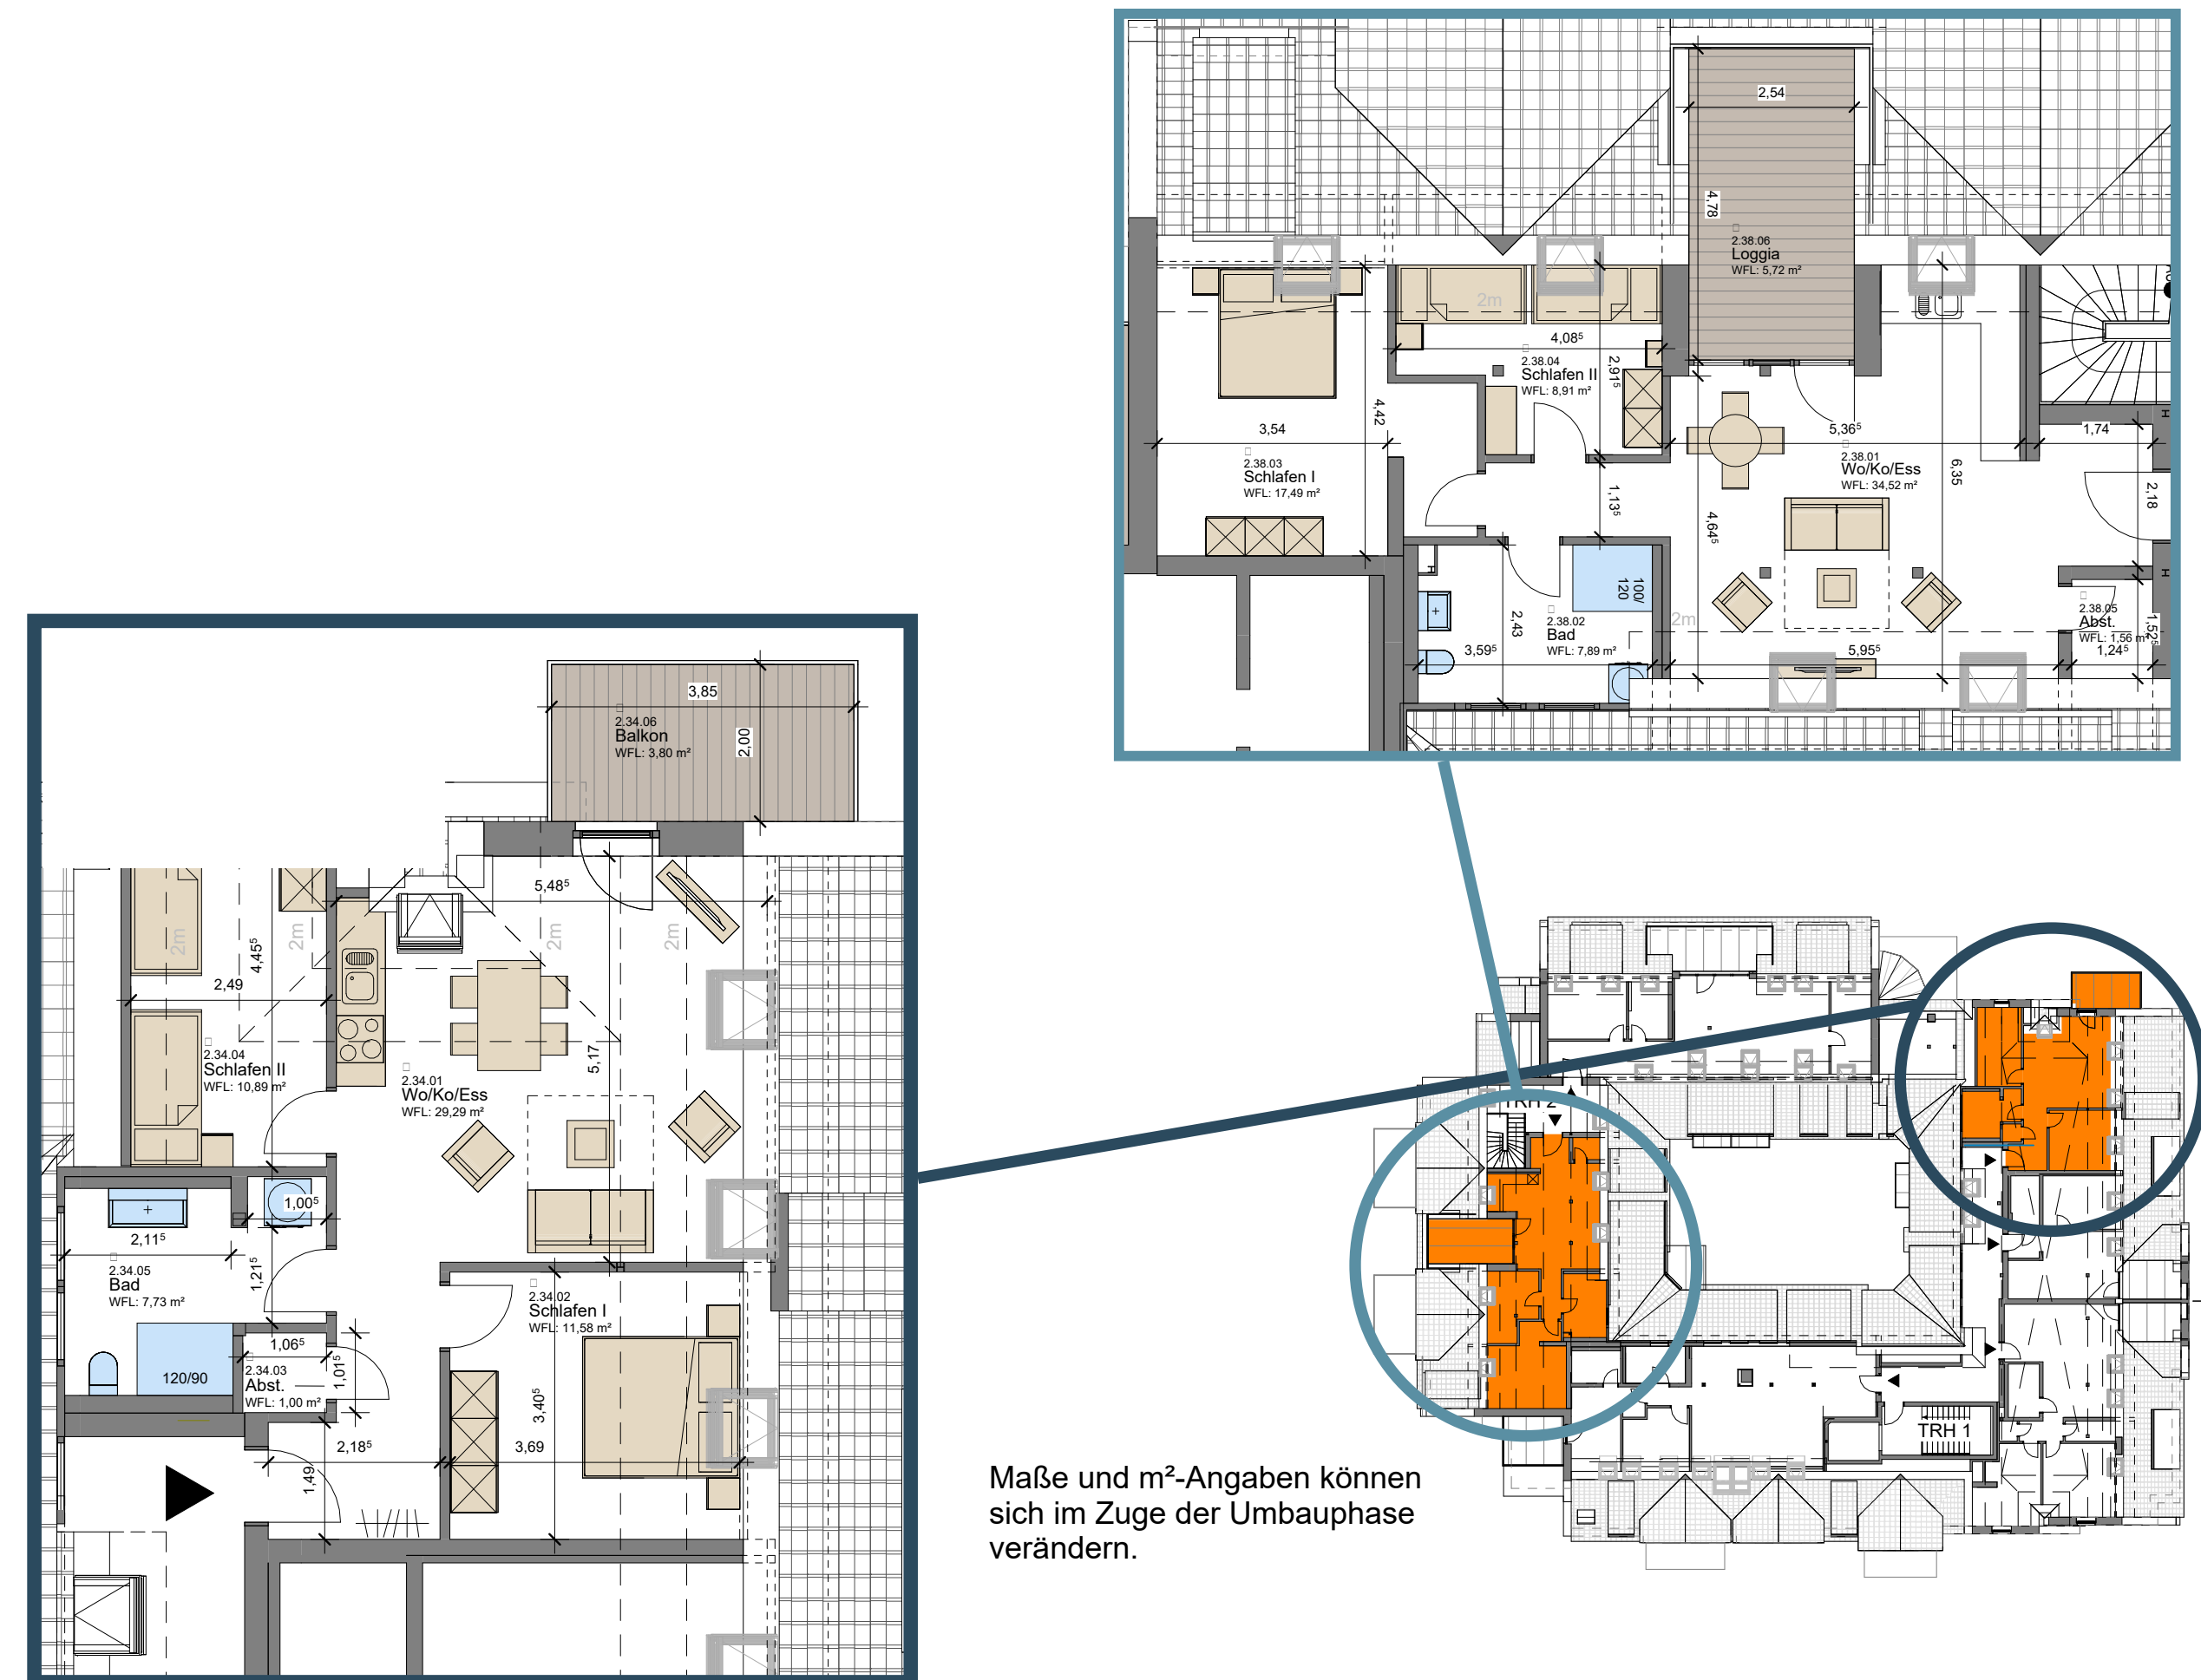 2,54
4,78
2.38.06
Loggia
WFL: 5,72 m²
2m
4,08⁵
2.38.04
Schlafen II
WFL: 8,91 m²
2,91⁵
4,42
3,54
2.38.03
Schlafen I
WFL: 17,49 m²
5,36⁵
2.38.01
Wo/Ko/Ess
WFL: 34,52 m²
6,35
1,74
H
2,18
H
1,13⁵
4,64⁵
H
100/
120
2,43
2.38.02
Bad
WFL: 7,89 m²
3,59⁵
2m
5,95⁵
2.38.05
Abst.
WFL: 1,56 m²
1,52⁵
1,24⁵
3,85
2.34.06
Balkon
WFL: 3,80 m²
2,00
5,48⁵
2m
2m
2m
2m
4,45⁵
2,49
2.34.04
Schlafen II
WFL: 10,89 m²
5,17
2.34.01
Wo/Ko/Ess
WFL: 29,29 m²
1,00⁵
2,11⁵
1,21⁵
2.34.05
Bad
WFL: 7,73 m²
2.34.02
Schlafen I
WFL: 11,58 m²
1,06⁵
1,01⁵
2.34.03
Abst.
WFL: 1,00 m²
120/90
3,40⁵
3,69
2,18⁵
1,49
TRH 2
TRH 1
Maße und m²-Angaben können
sich im Zuge der Umbauphase
verändern.